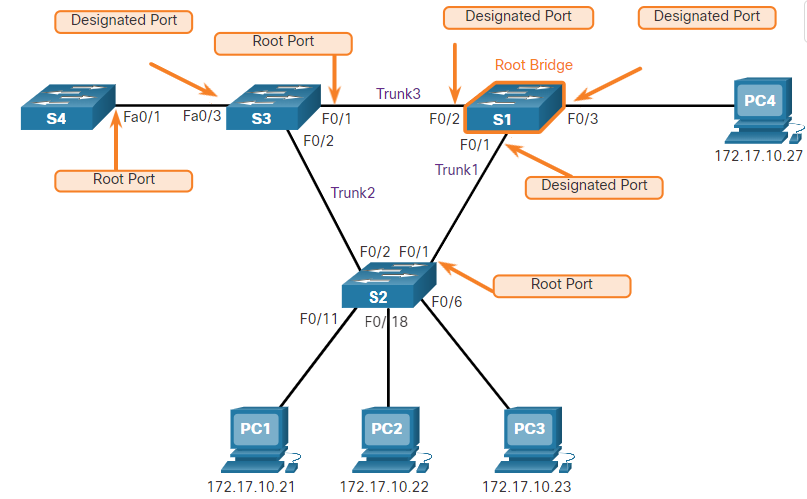 Designated Port
Root Port
Designated Port
Designated Port
Root Bridge
Trunk3
S4
Fa0/1
Fa0/3
S3
F0/1
F0/2
S1
F0/3
PC4
F0/2
F0/1
172.17.10.27
Root Port
Trunk1
Designated Port
Trunk2
F0/2
F0/1
Root Port
S2
F0/6
F0/11
F0/18
PC1
PC2
PC3
172.17.10.21
172.17.10.22
172.17.10.23